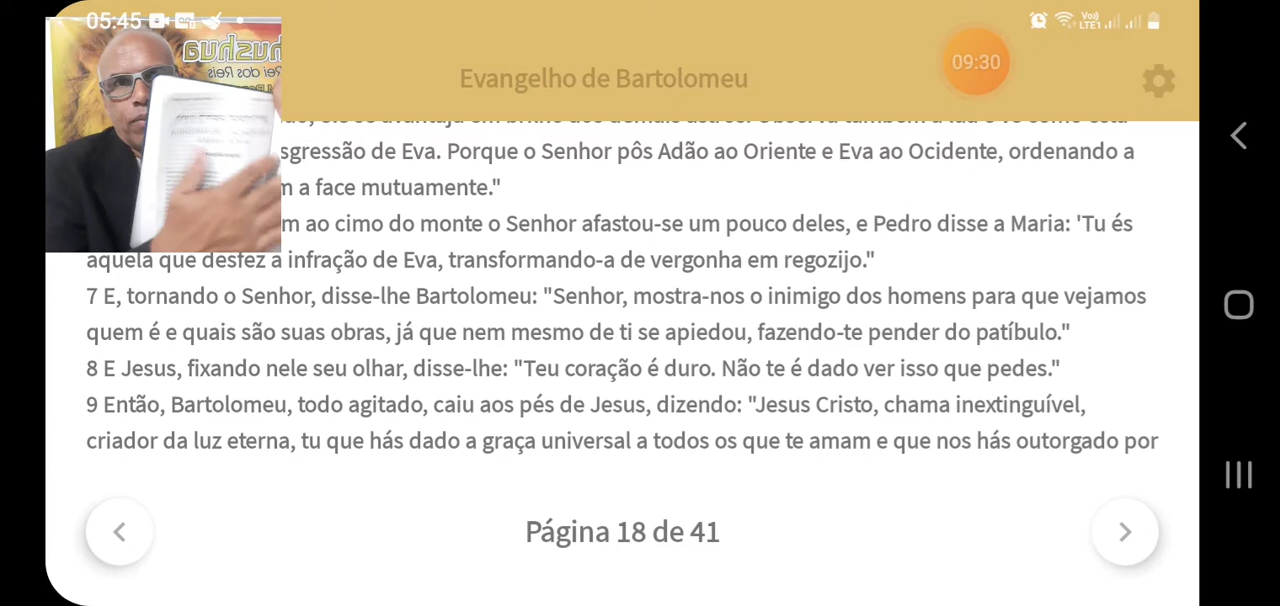 05:45
Voj)
LTE1
09:30
Evangelho de Bartolomeu
hushua
Rei dos Reis
sgressão de Eva. Porque o Senhor pôs Adão ao Oriente e Eva ao Ocidente, ordenando a
m a face mutuamente."
m ao cimo do monte o Senhor afastou-se um pouco deles, e Pedro disse a Maria: 'Tu és
aquela que desfez a infração de Eva, transformando-a de vergonha em regozijo."
7 E, tornando o Senhor, disse-lhe Bartolomeu: "Senhor, mostra-nos o inimigo dos homens para que vejamos
quem é e quais são suas obras, já que nem mesmo de ti se apiedou, fazendo-te pender do patíbulo."
8 E Jesus, fixando nele seu olhar, disse-lhe: "Teu coração é duro. Não te é dado ver isso que pedes."
9 Então, Bartolomeu, todo agitado, caiu aos pés de Jesus, dizendo: "Jesus Cristo, chama inextinguível,
criador da luz eterna, tu que hás dado a graça universal a todos os que te amam e que nos hás outorgado por
Página 18 de 41